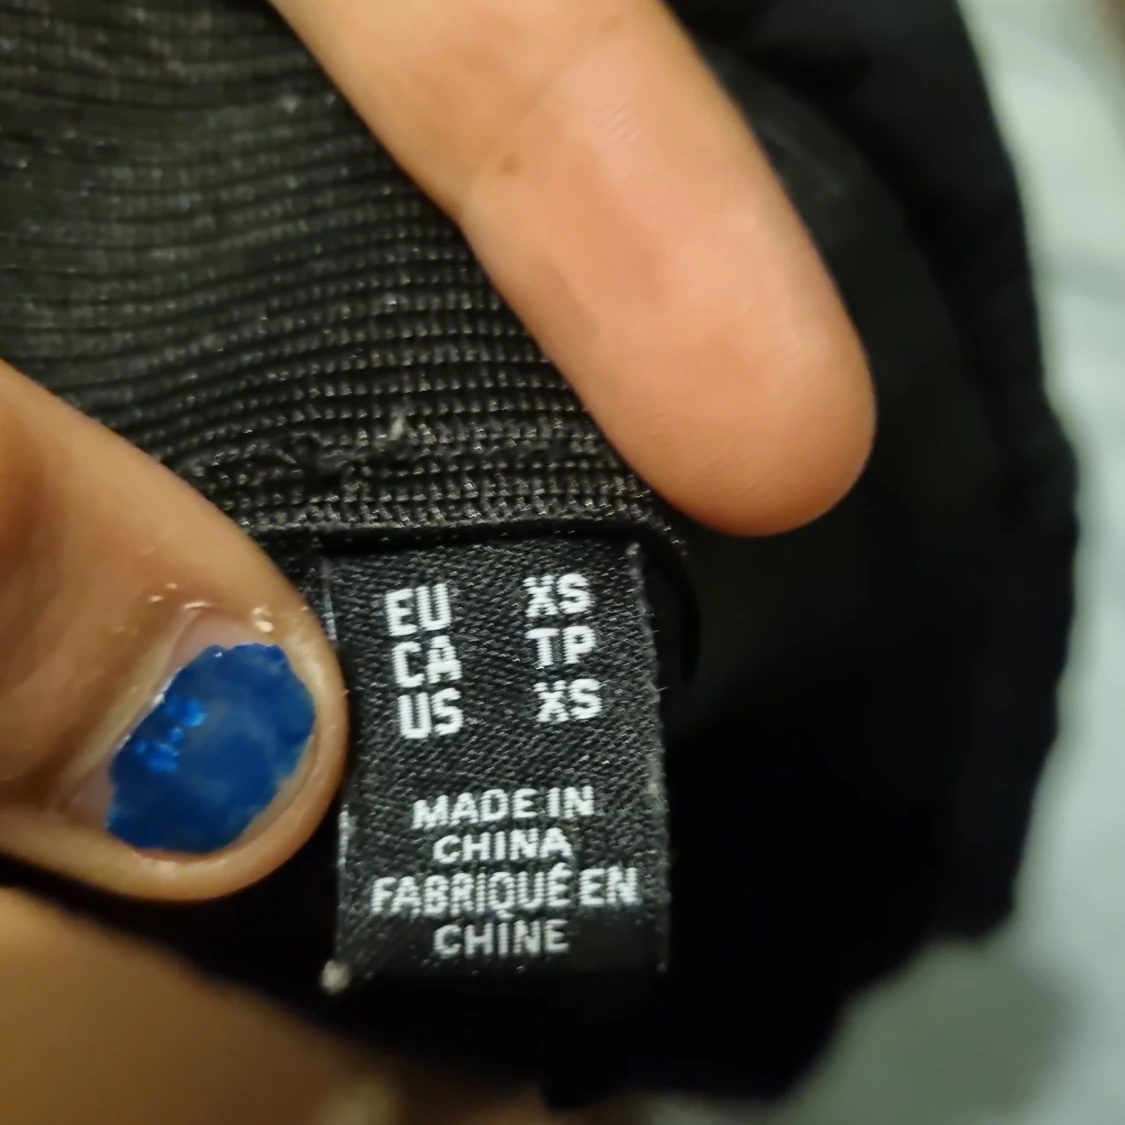 EU XS
CA TP
US XS
MADE IN
CHINA
FABRIQUÉ EN
CHINE